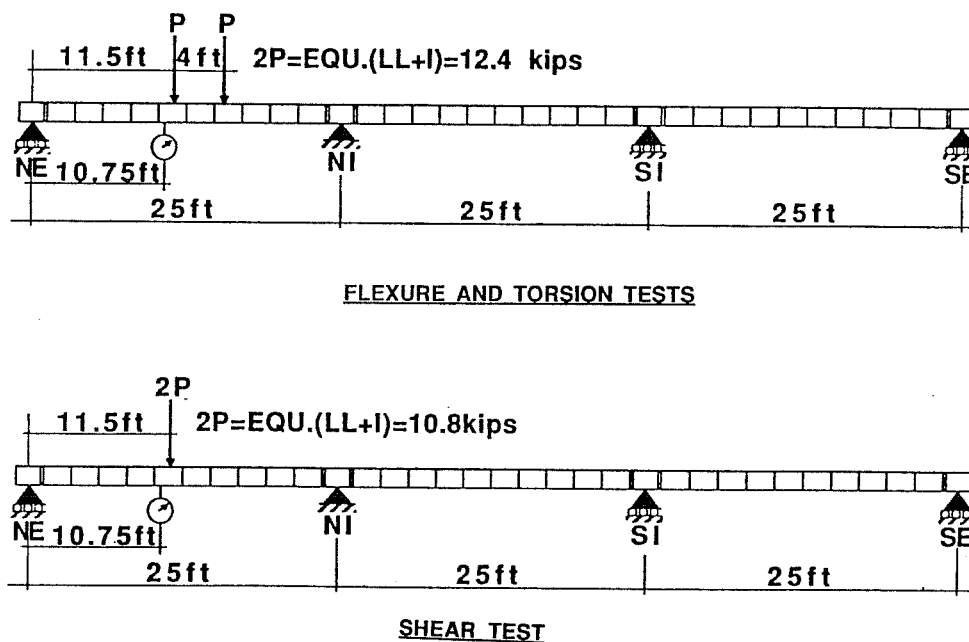 P P
11.5ft 4ft 2P=EQU.(LL+I)=12.4 kips
NE NI SI SE
10.75ft
25ft 25ft 25ft
FLEXURE AND TORSION TESTS
2P
11.5ft 2P=EQU.(LL+I)=10.8kips
NE NI SI SE
10.75ft
25ft 25ft 25ft
SHEAR TEST